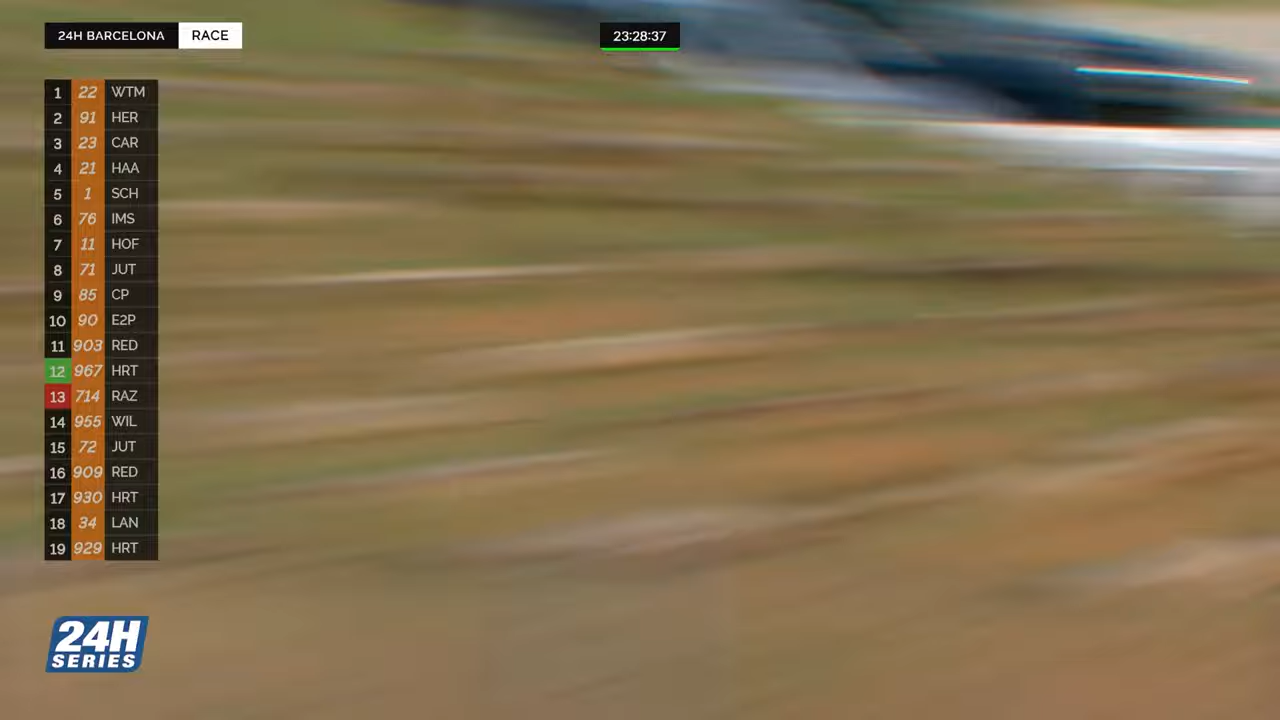 24H BARCELONA RACE
23:28:37
1 22 WTM
2 91 HER
3 23 CAR
4 21 HAA
5 1 SCH
6 76 IMS
7 11 HOF
8 71 JUT
9 85 CP
10 90 E2P
11 903 RED
12 967 HRT
13 714 RAZ
14 955 WIL
15 72 JUT
16 909 RED
17 930 HRT
18 34 LAN
19 929 HRT
24H
SERIES